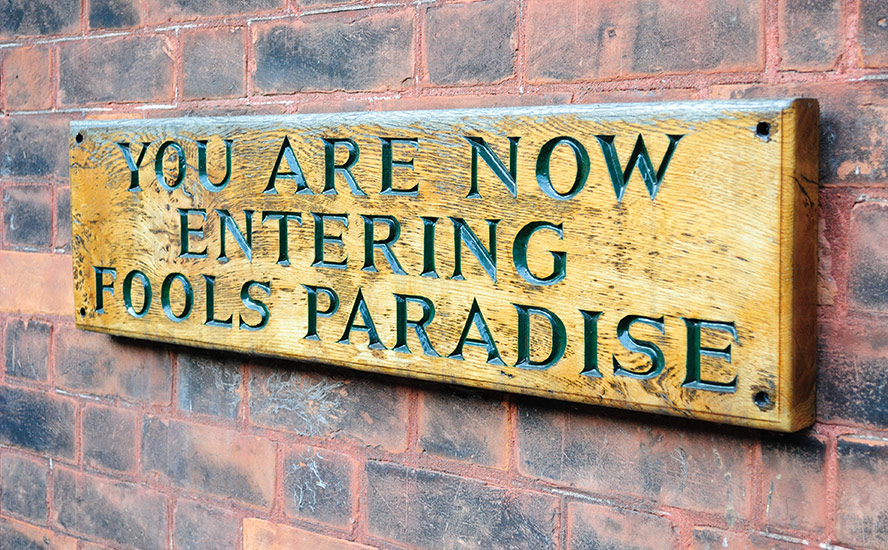 YOU ARE NOW
ENTERING
FOOLS PARADISE